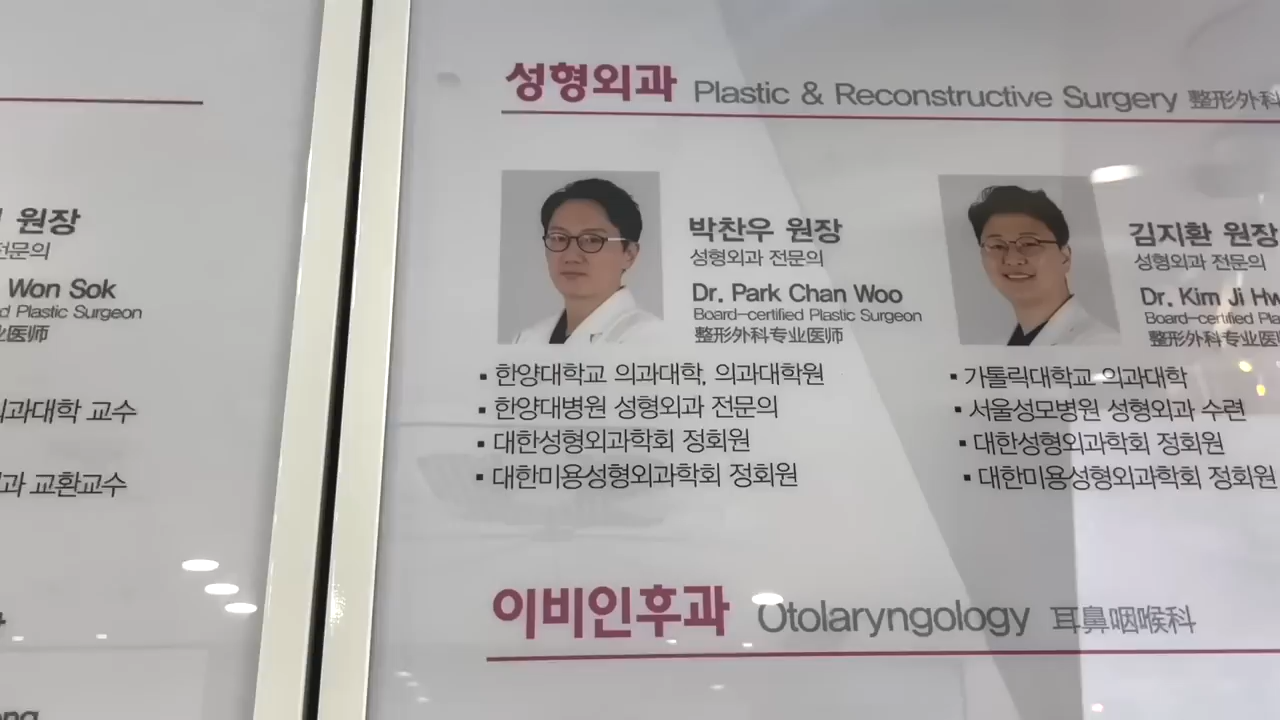 원장
전문의
Won Sok
d Plastic Surgeon
业医师
의과대학 교수
과 교환교수
성형외과 Plastic & Reconstructive Surgery 整形外科
박찬우 원장
성형외과 전문의
Dr. Park Chan Woo
Board-certified Plastic Surgeon
整形外科专业医师
▪ 한양대학교 의과대학, 의과대학원
▪ 한양대병원 성형외과 전문의
▪ 대한성형외과학회 정회원
▪ 대한미용성형외과학회 정회원
김지환 원장
성형외과 전문의
Dr. Kim Ji Hw
Board-certified Pla
整形外科专业医师
▪ 가톨릭대학교 의과대학
▪ 서울성모병원 성형외과 수련
▪ 대한성형외과학회 정회원
▪ 대한미용성형외과학회 정회원
이비인후과 Otolaryngology 耳鼻咽喉科